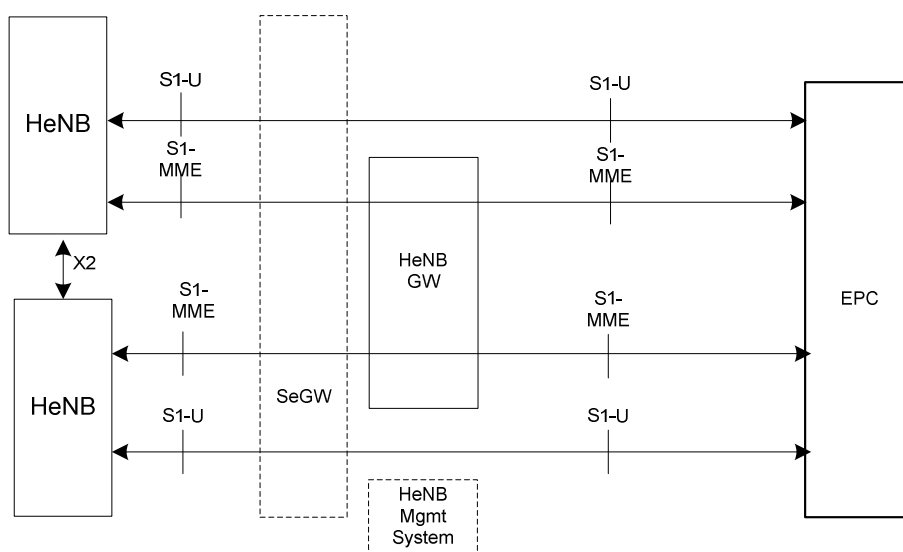 HeNB
S1-U
S1-U
S1-
MME
S1-
MME
X2
HeNB
GW
EPC
S1-
MME
S1-
MME
HeNB
SeGW
S1-U
S1-U
HeNB
Mgmt
System